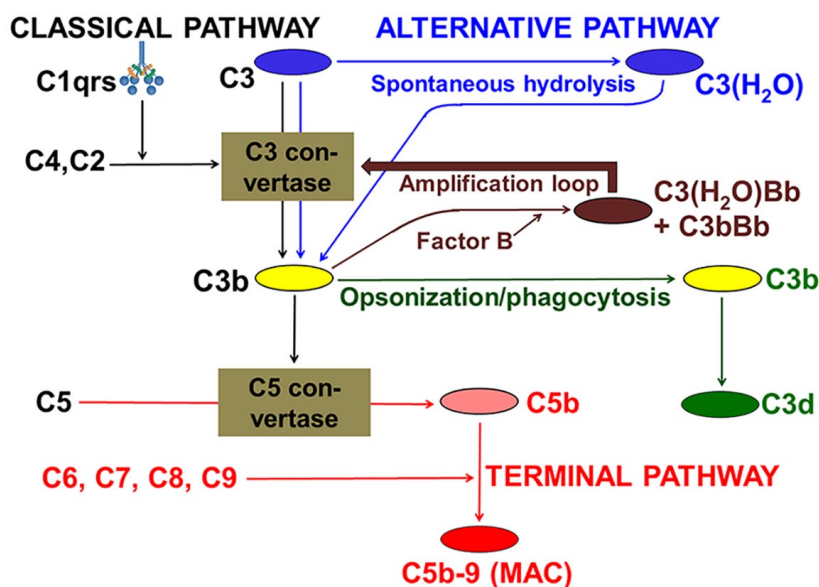 CLASSICAL PATHWAY
ALTERNATIVE PATHWAY
C1qrs
C3
Spontaneous hydrolysis
C3(H₂O)
C4,C2
C3 con-
vertase
Amplification loop
C3(H₂O)Bb
+ C3bBb
Factor B
C3b
Opsonization/phagocytosis
C3b
C5
C5 con-
vertase
C5b
C3d
C6, C7, C8, C9
TERMINAL PATHWAY
C5b-9 (MAC)